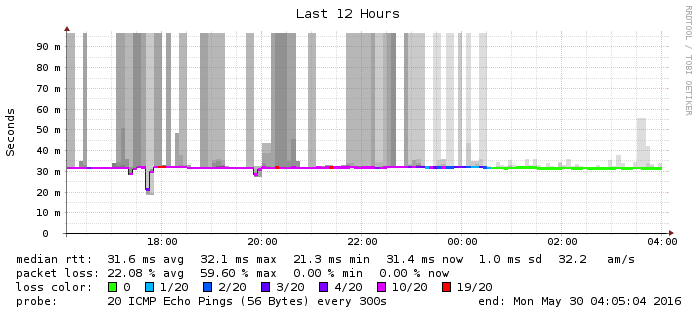 Last 12 Hours
RRDTOOL / TOBI OETIKER
Seconds
90 m
80 m
70 m
60 m
50 m
40 m
30 m
20 m
10 m
0
18:00 20:00 22:00 00:00 02:00 04:00
median rtt: 31.6 ms avg 32.1 ms max 21.3 ms min 31.4 ms now 1.0 ms sd 32.2 am/s
packet loss: 22.08 % avg 59.60 % max 0.00 % min 0.00 % now
loss color: 0 1/20 2/20 3/20 4/20 10/20 19/20
probe: 20 ICMP Echo Pings (56 Bytes) every 300s end: Mon May 30 04:05:04 2016